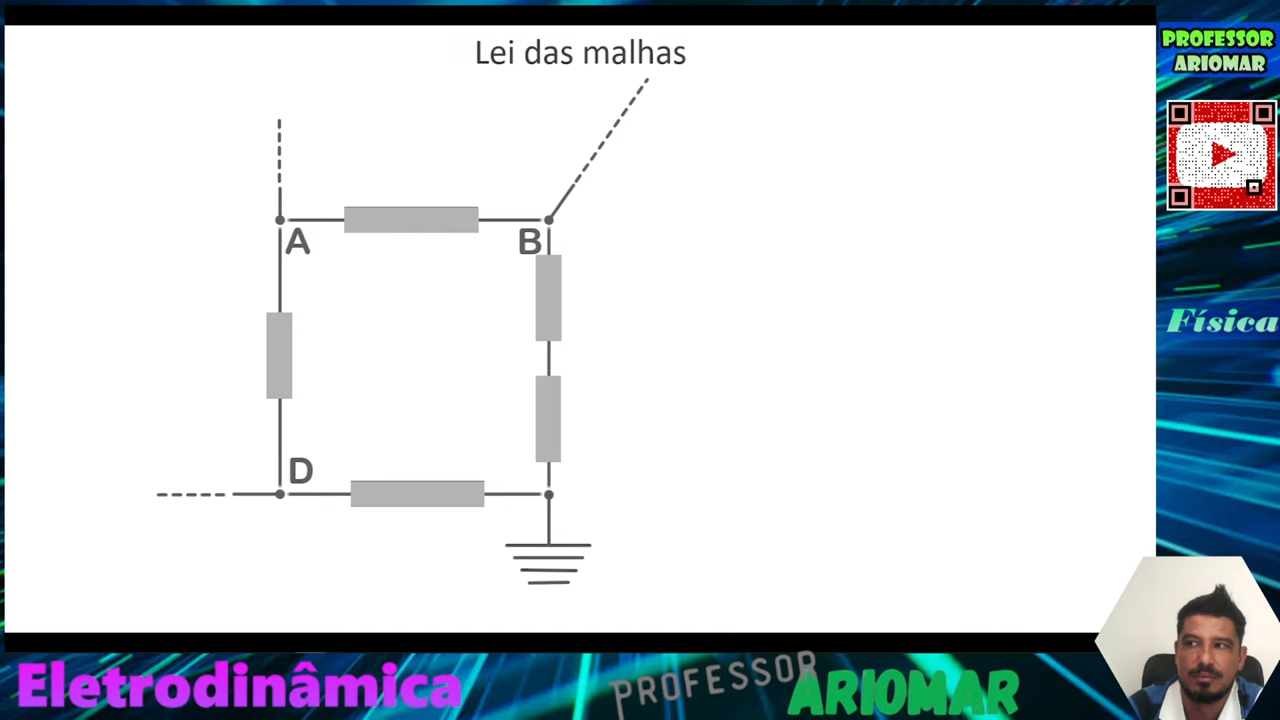 Lei das malhas
A
B
D
PROFESSOR
ARIOMAR
Física
Eletrodinâmica
PROFESSOR
ARIOMAR